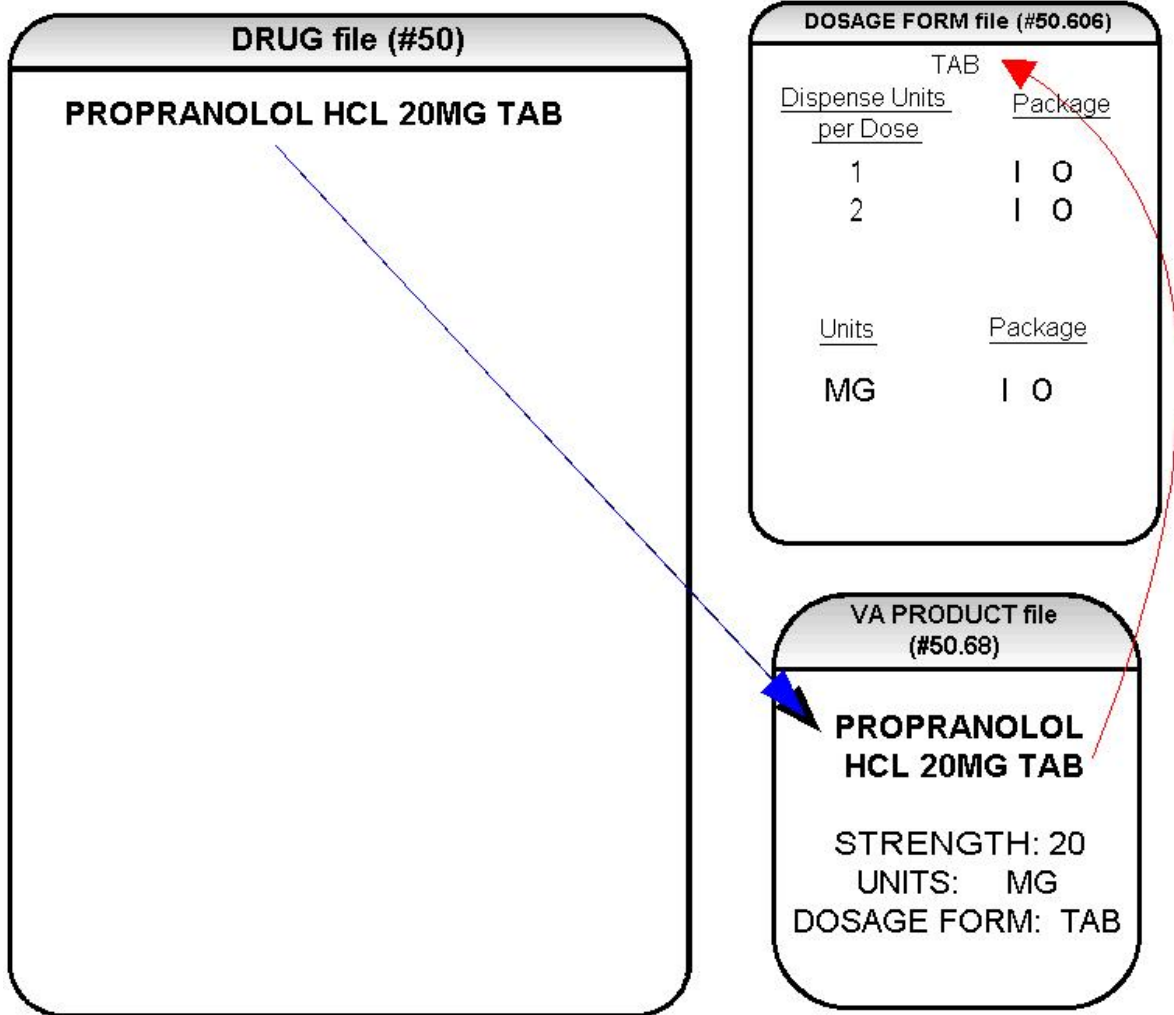 DRUG file (#50)
PROPRANOLOL HCL 20MG TAB
DOSAGE FORM file (#50.606)
TAB
Dispense Units Package
per Dose
1 I O
2 I O
Units Package
MG I O
VA PRODUCT file
(#50.68)
PROPRANOLOL
HCL 20MG TAB
STRENGTH: 20
UNITS: MG
DOSAGE FORM: TAB